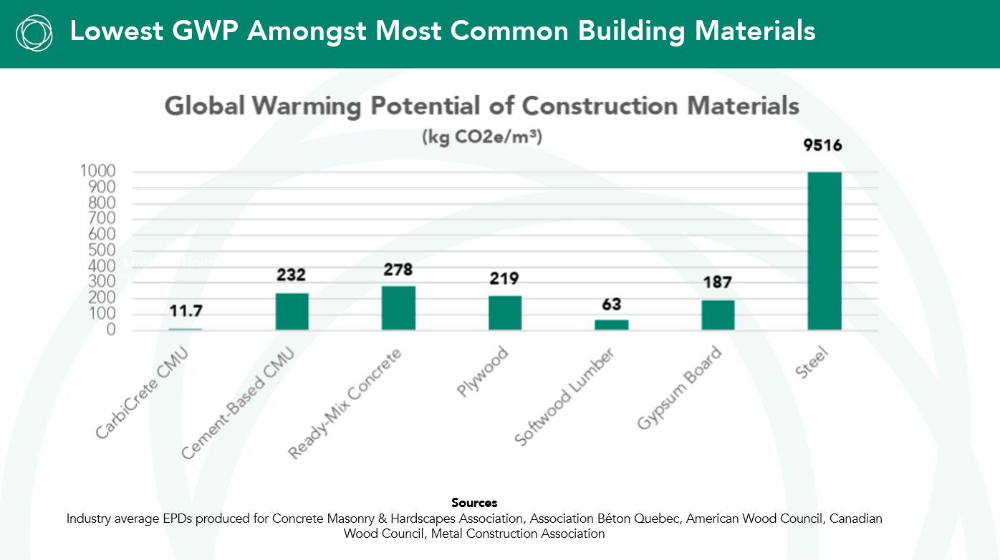 Lowest GWP Amongst Most Common Building Materials
Global Warming Potential of Construction Materials
(kg CO2e/m³)
9516
1000
900
800
700
600
500
400
300
200
100
0
Units
11.7
232
278
219
63
187
CarbiCrete CMU
Cement-Based CMU
Ready-Mix Concrete
Plywood
Softwood Lumber
Gypsum Board
Steel
Sources
Industry average EPDs produced for Concrete Masonry & Hardscapes Association, Association Béton Quebec, American Wood Council, Canadian
Wood Council, Metal Construction Association